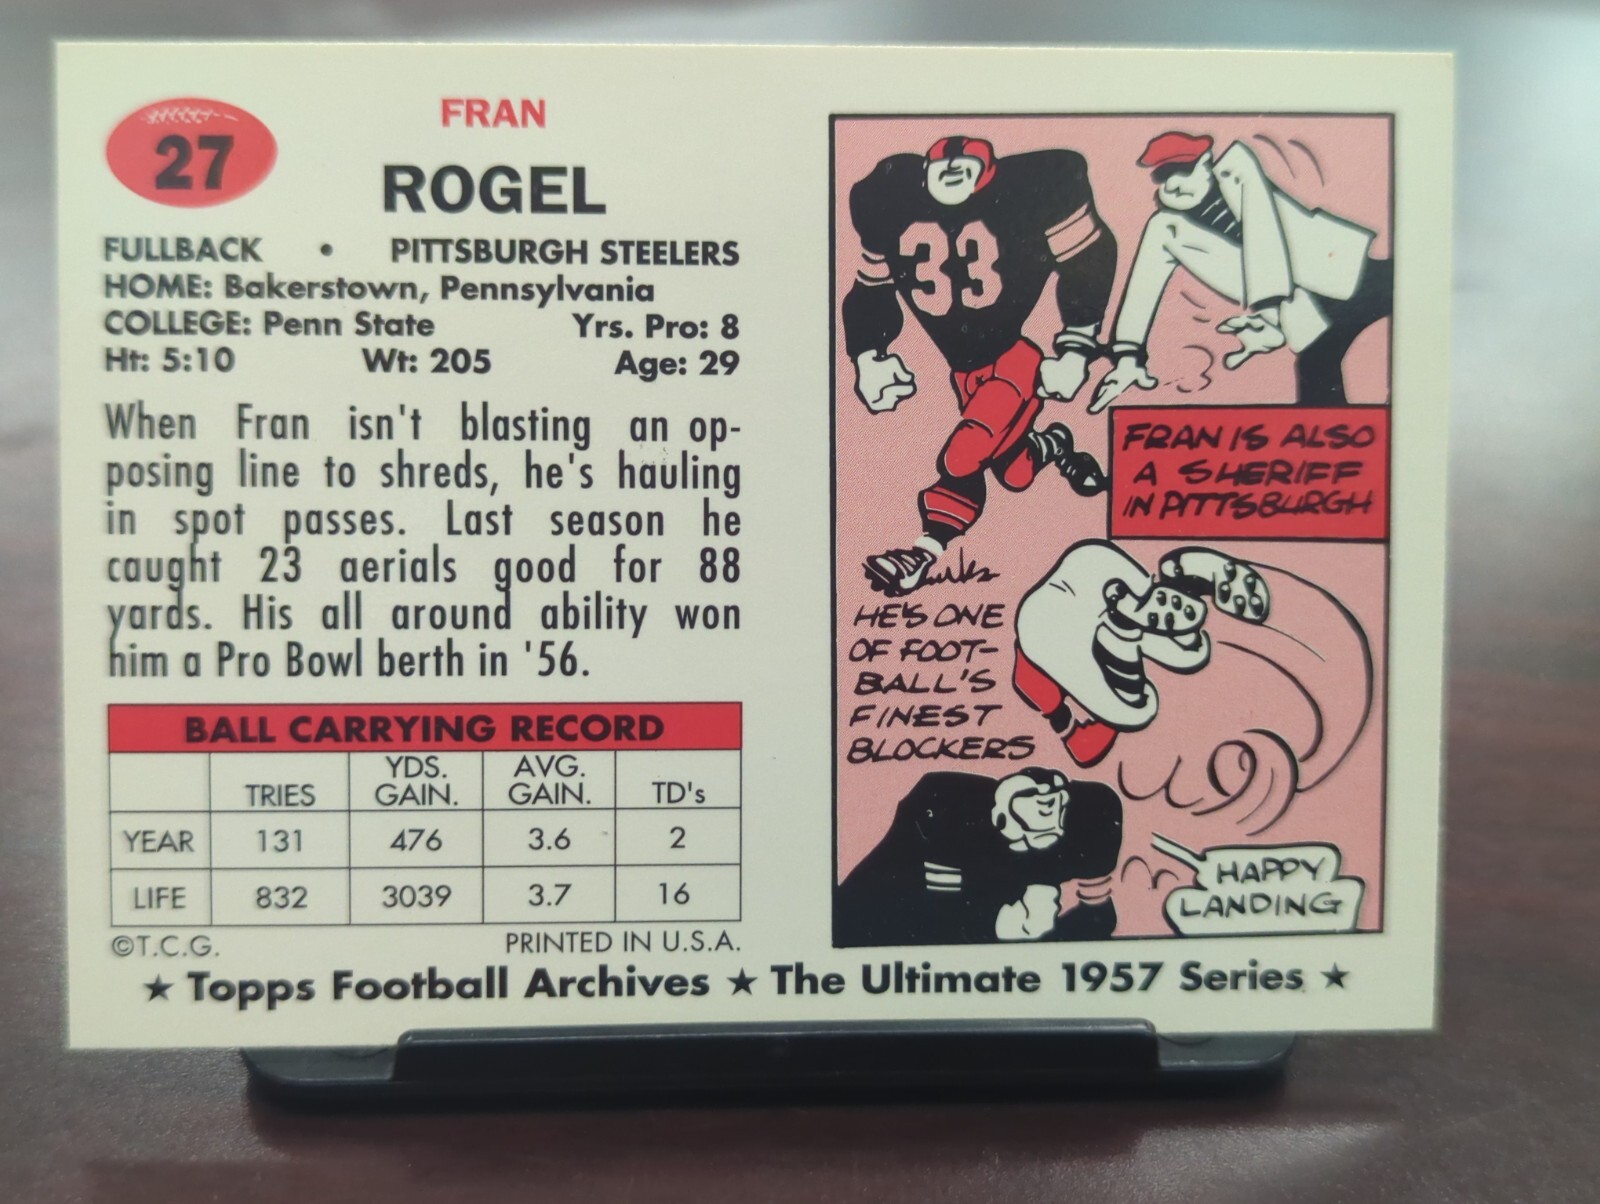 27
FRAN
ROGEL
FULLBACK • PITTSBURGH STEELERS
HOME: Bakerstown, Pennsylvania
COLLEGE: Penn State Yrs. Pro: 8
Ht: 5:10 Wt: 205 Age: 29
When Fran isn't blasting an op-
posing line to shreds, he's hauling
in spot passes. Last season he
caught 23 aerials good for 88
yards. His all around ability won
him a Pro Bowl berth in '56.
BALL CARRYING RECORD
TRIES YDS. GAIN. AVG. GAIN. TD's
YEAR 131 476 3.6 2
LIFE 832 3039 3.7 16
©T.C.G. PRINTED IN U.S.A.
33
FRAN IS ALSO
A SHERIFF
IN PITTSBURGH
HE'S ONE
OF FOOT-
BALL'S
FINEST
BLOCKERS
HAPPY
LANDING
★ Topps Football Archives ★ The Ultimate 1957 Series ★